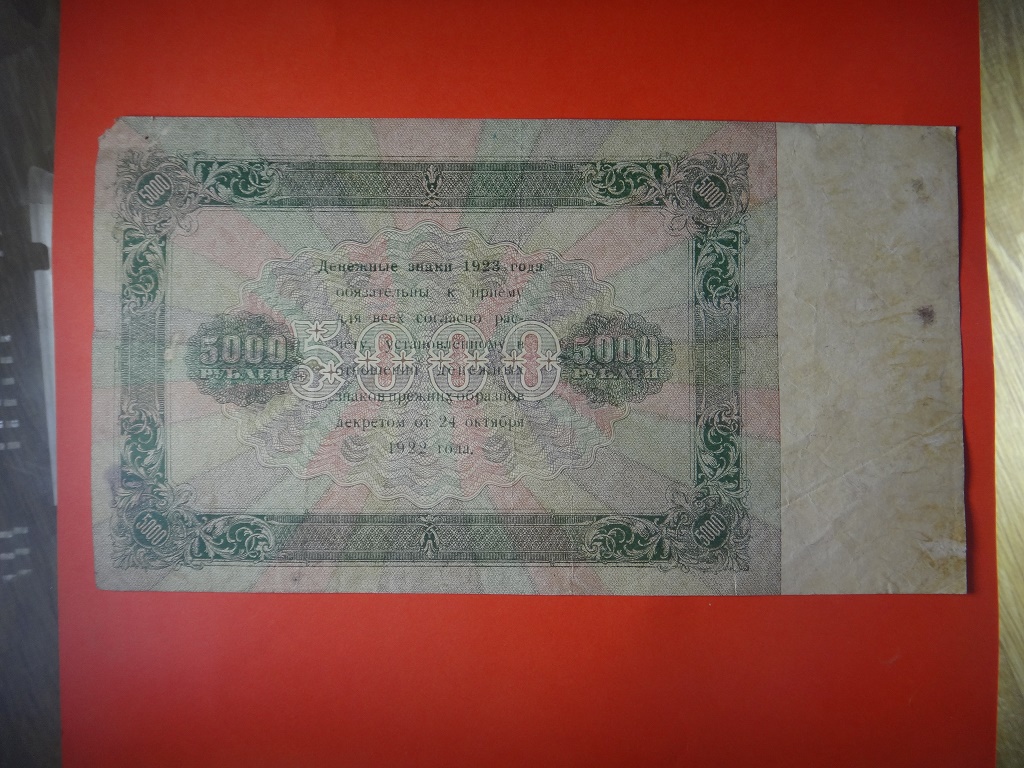 5000 5000
Денежные знаки 1923 года
обязательны к приему
для всех согласно рас-
чету, установленному в
5000 5000 5000
отношении денежных
РУБЛЕЙ РУБЛЕЙ
знаков прежних образцов
декретом от 24 октября
1922 года.
5000 5000